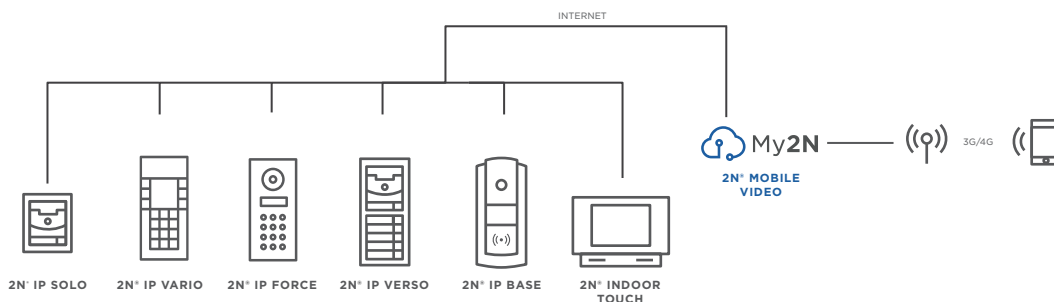 INTERNET
My2N
3G/4G
2N® MOBILE
VIDEO
2N® IP SOLO
2N® IP VARIO
2N® IP FORCE
2N® IP VERSO
2N® IP BASE
2N® INDOOR
TOUCH